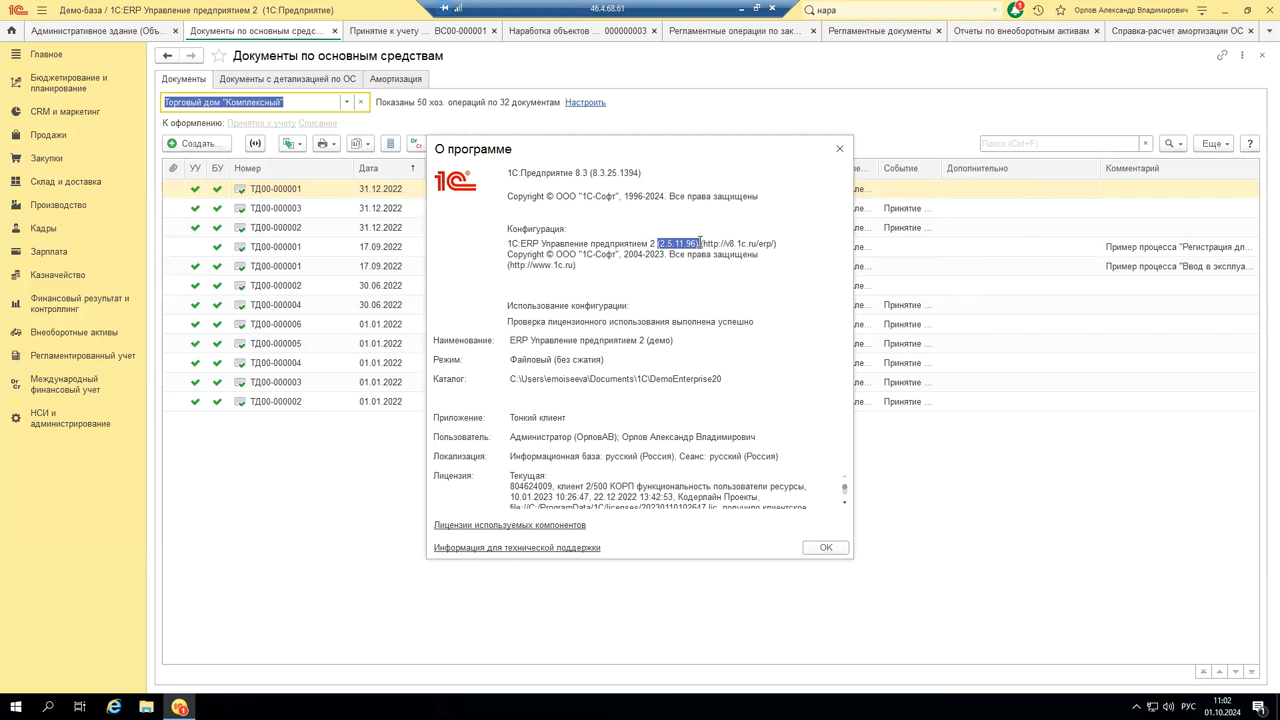 Демо-база / 1С:ERP Управление предприятием 2 (1С:Предприятие)
46.4.68.61
нара
1
Орлов Александр Владимирович
Административное здание (Объ...
Документы по основным средс...
Принятие к учету ... ВС00-000001
Наработка объектов ... 000000003
Регламентные операции по зак...
Регламентные документы
Отчеты по внеоборотным активам
Справка-расчет амортизации ОС
Главное
Бюджетирование и
планирование
CRM и маркетинг
Продажи
Закупки
Склад и доставка
Производство
Кадры
Зарплата
Казначейство
Финансовый результат и
контроллинг
Внеоборотные активы
Регламентированный учет
Международный
финансовый учет
НСИ и
администрирование
Документы по основным средствам
Документы
Документы с детализацией по ОС
Амортизация
Торговый дом "Комплексный"
Показаны 50 хоз. операций по 32 документам Настроить
К оформлению: Принятие к учету Списание
Создать...
Поиск (Ctrl+F)
Еще
?
УУ БУ Номер Дата
Событие Дополнительно Комментарий
ТД00-000001 31.12.2022
ТД00-000003 31.12.2022 Принятие ...
ТД00-000002 31.12.2022 Принятие ...
ТД00-000001 17.09.2022 Пример процесса "Регистрация дл...
ТД00-000001 17.09.2022 Пример процесса "Ввод в эксплуа...
ТД00-000002 30.06.2022
ТД00-000004 30.06.2022 Принятие ...
ТД00-000006 01.01.2022 Принятие ...
ТД00-000005 01.01.2022 Принятие ...
ТД00-000004 01.01.2022 Принятие ...
ТД00-000003 01.01.2022 Принятие ...
ТД00-000002 01.01.2022 Принятие ...
О программе
1С:Предприятие 8.3 (8.3.25.1394)
Copyright © ООО "1С-Софт", 1996-2024. Все права защищены
Конфигурация:
1С:ERP Управление предприятием 2 (2.5.11.96) (http://v8.1c.ru/erp/)
Copyright © ООО "1С-Софт", 2004-2023. Все права защищены
(http://www.1c.ru)
Использование конфигурации:
Проверка лицензионного использования выполнена успешно
Наименование: ERP Управление предприятием 2 (демо)
Режим: Файловый (без сжатия)
Каталог: C:\Users\emoiseeva\Documents\1C\DemoEnterprise20
Приложение: Тонкий клиент
Пользователь: Администратор (ОрловАВ); Орлов Александр Владимирович
Локализация: Информационная база: русский (Россия), Сеанс: русский (Россия)
Лицензия: Текущая:
804624009, клиент 2/500 КОРП функциональность пользователи ресурсы,
10.01.2023 10:26:47, 22.12.2022 13:42:53, Кодерлайн Проекты,
file://C:/ProgramData/1C/licenses/20230110102647.lic, получило клиентское
Лицензии используемых компонентов
Информация для технической поддержки
OK
РУС
11:02
01.10.2024